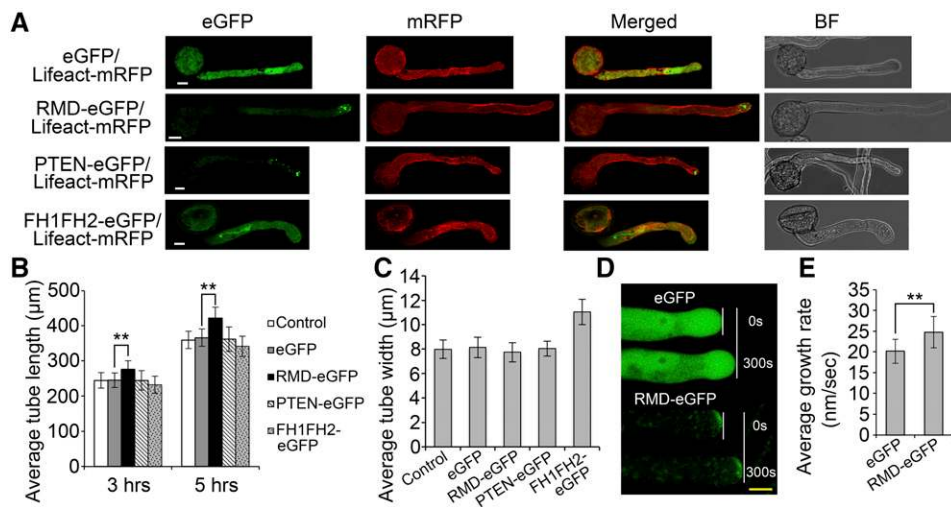 A
eGFP mRFP Merged BF
eGFP/
Lifeact-mRFP
RMD-eGFP/
Lifeact-mRFP
PTEN-eGFP/
Lifeact-mRFP
FH1FH2-eGFP/
Lifeact-mRFP
B
Average tube length (µm)
500
400
300
200
100
0
**
**
3 hrs 5 hrs
Control
eGFP
RMD-eGFP
PTEN-eGFP
FH1FH2-
eGFP
C
Average tube width (µm)
14
12
10
8
6
4
2
0
Control
eGFP
RMD-eGFP
PTEN-eGFP
FH1FH2-
eGFP
D
eGFP
0s
300s
RMD-eGFP
0s
300s
E
Average growth rate
(nm/sec)
35
30
25
20
15
10
5
0
**
eGFP
RMD-eGFP